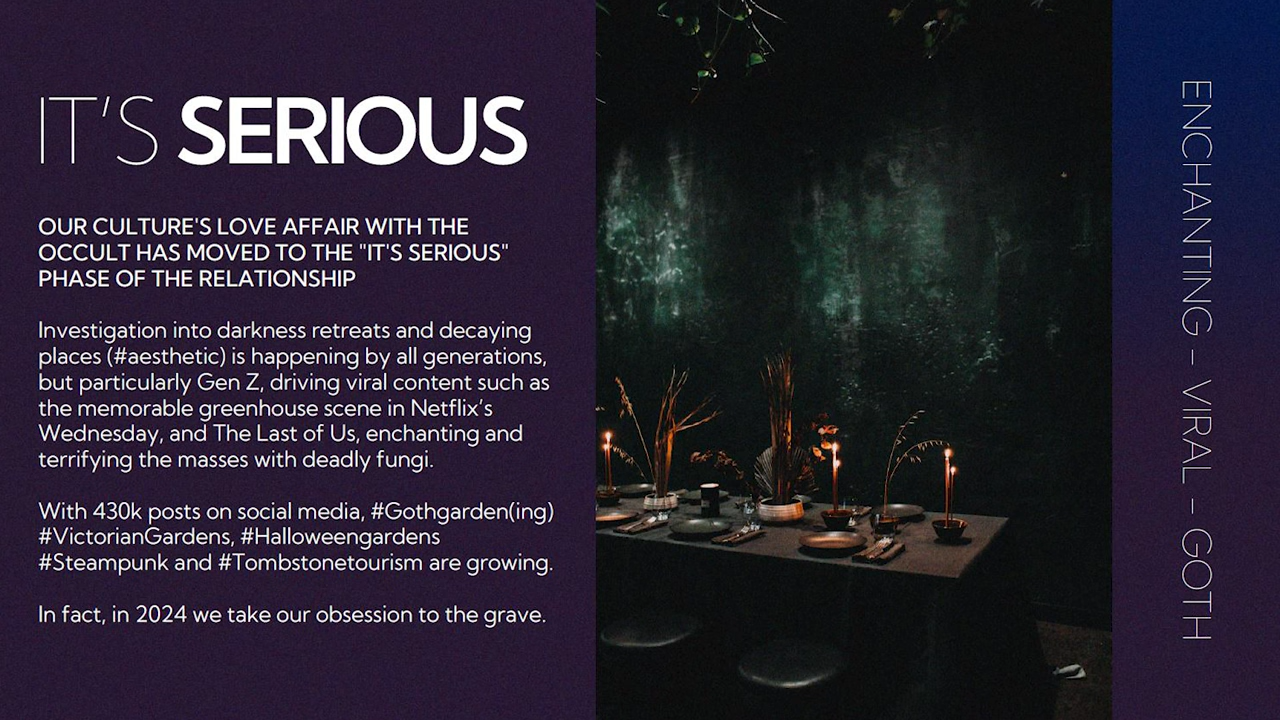 IT'S SERIOUS
OUR CULTURE'S LOVE AFFAIR WITH THE
OCCULT HAS MOVED TO THE "IT'S SERIOUS"
PHASE OF THE RELATIONSHIP
Investigation into darkness retreats and decaying
places (#aesthetic) is happening by all generations,
but particularly Gen Z, driving viral content such as
the memorable greenhouse scene in Netflix's
Wednesday, and The Last of Us, enchanting and
terrifying the masses with deadly fungi.
With 430k posts on social media, #Gothgarden(ing)
#VictorianGardens, #Halloweengardens
#Steampunk and #Tombstonetourism are growing.
In fact, in 2024 we take our obsession to the grave.
ENCHANTING – VIRAL – GOTH